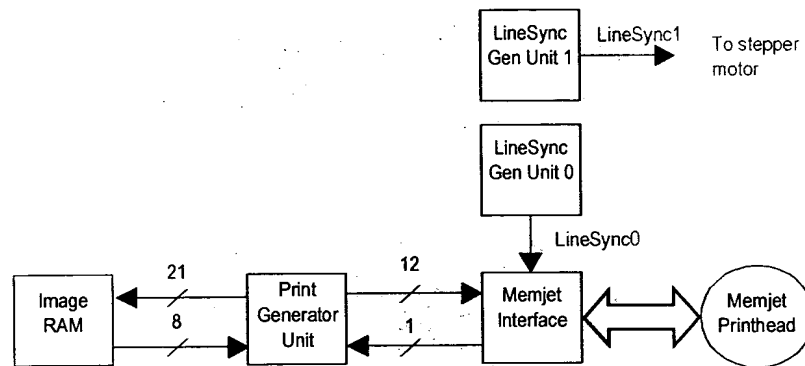 LineSync
Gen Unit 1
LineSync1
To stepper
motor
LineSync
Gen Unit 0
LineSync0
21
12
Image
RAM
Print
Generator
Unit
Memjet
Interface
Memjet
Printhead
8
1